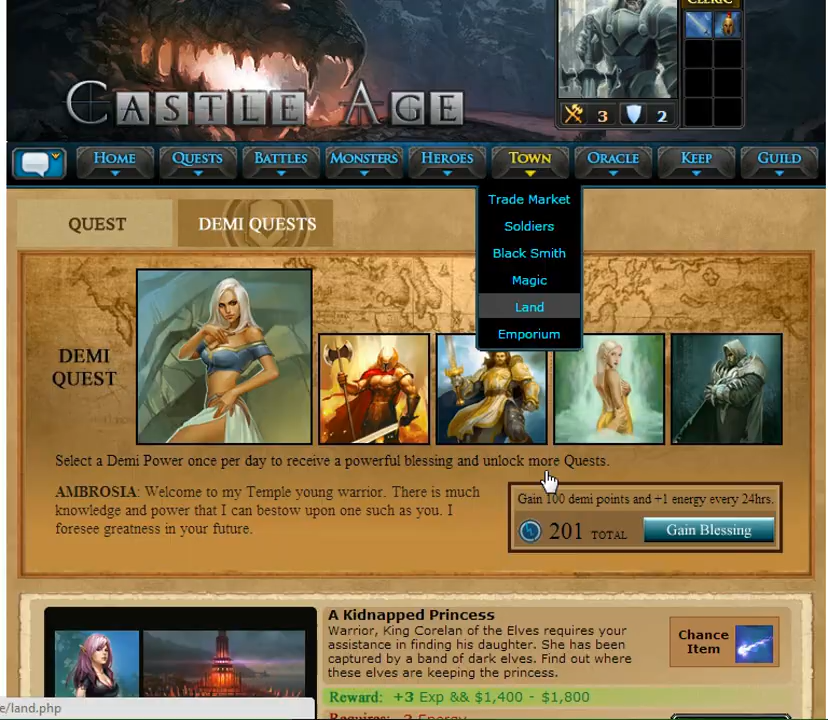 CLERIC
CASTLE AGE
3 2
HOME QUESTS BATTLES MONSTERS HEROES TOWN ORACLE KEEP GUILD
Trade Market
Soldiers
Black Smith
Magic
Land
Emporium
QUEST DEMI QUESTS
DEMI
QUEST
Select a Demi Power once per day to receive a powerful blessing and unlock more Quests.
AMBROSIA: Welcome to my Temple young warrior. There is much
knowledge and power that I can bestow upon one such as you. I
foresee greatness in your future.
Gain 100 demi points and +1 energy every 24hrs.
201 TOTAL Gain Blessing
A Kidnapped Princess
Warrior, King Corelan of the Elves requires your
assistance in finding his daughter. She has been
captured by a band of dark elves. Find out where
these elves are keeping the princess.
Chance
Item
Reward: +3 Exp && $1,400 - $1,800
Requires: 2 Energy
e/land.php